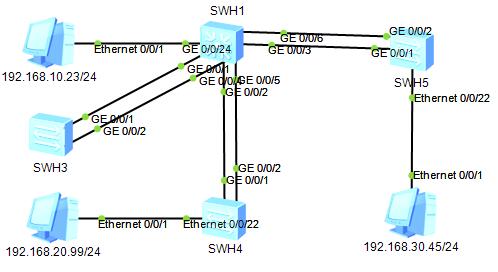 SWH1
GE 0/0/2
GE 0/0/6
Ethernet 0/0/1
GE 0/0/24
GE 0/0/3
GE 0/0/1
GE 0/0/1
SWH5
192.168.10.23/24
GE 0/0/5
GE 0/0/2
Ethernet 0/0/22
GE 0/0/1
GE 0/0/2
SWH3
GE 0/0/2
Ethernet 0/0/1
GE 0/0/1
Ethernet 0/0/1
Ethernet 0/0/22
192.168.20.99/24
SWH4
192.168.30.45/24